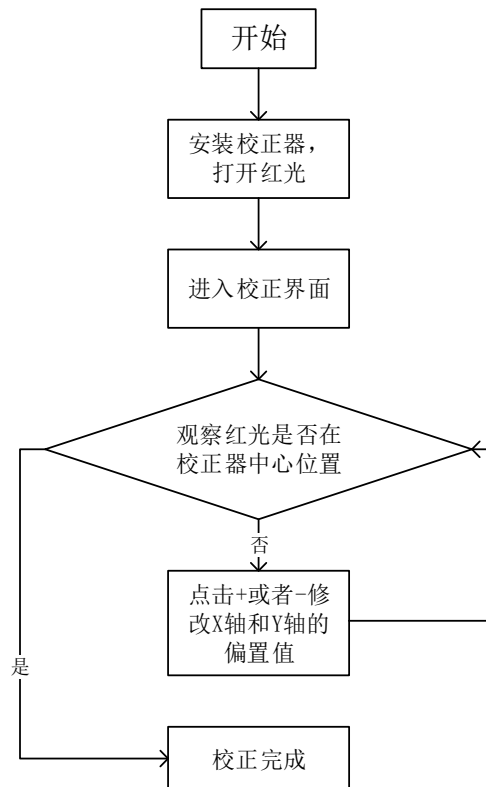 开始
安装校正器，
打开红光
进入校正界面
观察红光是否在
校正器中心位置
否
点击+或者-修
改X轴和Y轴的
偏置值
是
校正完成